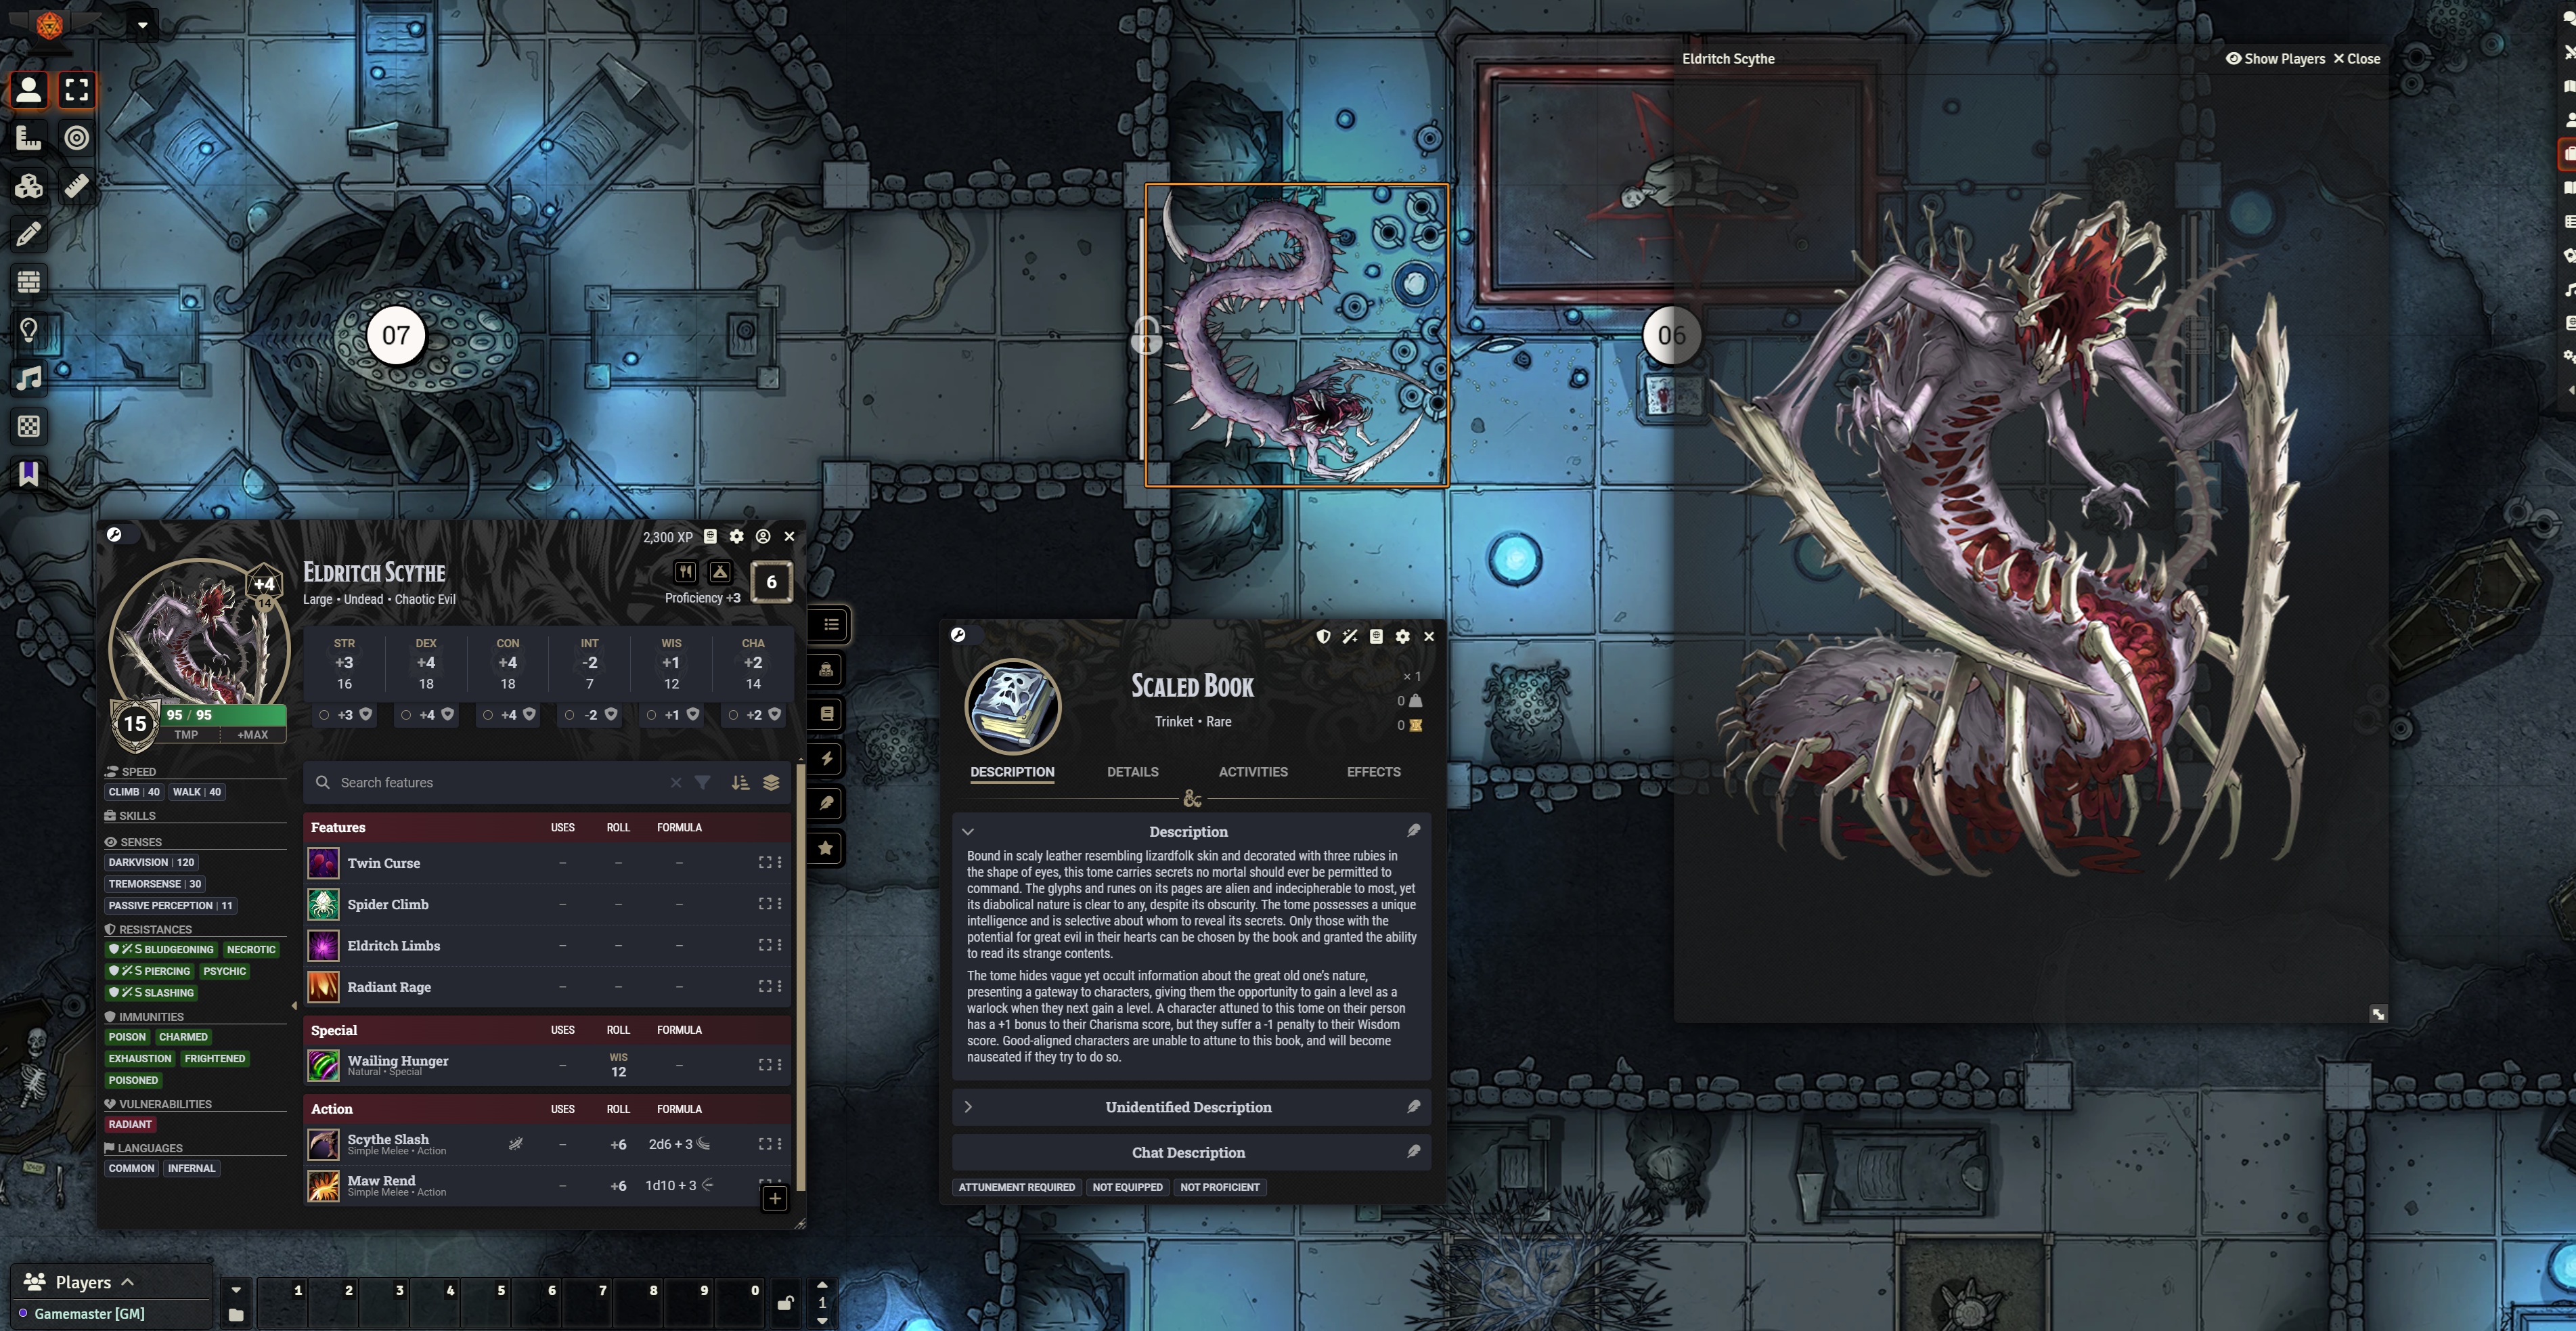 Eldritch Scythe
Show Players
Close
07
06
2,300 XP
ELDRITCH SCYTHE
Large • Undead • Chaotic Evil
Proficiency +3
6
+4
14
STR DEX CON INT WIS CHA
+3 +4 +4 -2 +1 +2
16 18 18 7 12 14
+3 +4 +4 -2 +1 +2
15
95 / 95
TMP +MAX
SPEED
CLIMB | 40 WALK | 40
SKILLS
SENSES
DARKVISION | 120
TREMORSENSE | 30
PASSIVE PERCEPTION | 11
RESISTANCES
S BLUDGEONING NECROTIC
S PIERCING PSYCHIC
S SLASHING
IMMUNITIES
POISON CHARMED
EXHAUSTION FRIGHTENED
POISONED
VULNERABILITIES
RADIANT
LANGUAGES
COMMON INFERNAL
Search features
Features USES ROLL FORMULA
Twin Curse – – –
Spider Climb – – –
Eldritch Limbs – – –
Radiant Rage – – –
Special USES ROLL FORMULA
Wailing Hunger – WIS 12 –
Natural • Special
Action USES ROLL FORMULA
Scythe Slash – +6 2d6 + 3
Simple Melee • Action
Maw Rend – +6 1d10 + 3
Simple Melee • Action
SCALED BOOK
Trinket • Rare
× 1
0
0
DESCRIPTION DETAILS ACTIVITIES EFFECTS
Description
Bound in scaly leather resembling lizardfolk skin and decorated with three rubies in
the shape of eyes, this tome carries secrets no mortal should ever be permitted to
command. The glyphs and runes on its pages are alien and indecipherable to most, yet
its diabolical nature is clear to any, despite its obscurity. The tome possesses a unique
intelligence and is selective about whom to reveal its secrets. Only those with the
potential for great evil in their hearts can be chosen by the book and granted the ability
to read its strange contents.
The tome hides vague yet occult information about the great old one's nature,
presenting a gateway to characters, giving them the opportunity to gain a level as a
warlock when they next gain a level. A character attuned to this tome on their person
has a +1 bonus to their Charisma score, but they suffer a -1 penalty to their Wisdom
score. Good-aligned characters are unable to attune to this book, and will become
nauseated if they try to do so.
Unidentified Description
Chat Description
ATTUNEMENT REQUIRED NOT EQUIPPED NOT PROFICIENT
Players
Gamemaster [GM]
1 2 3 4 5 6 7 8 9 0
1